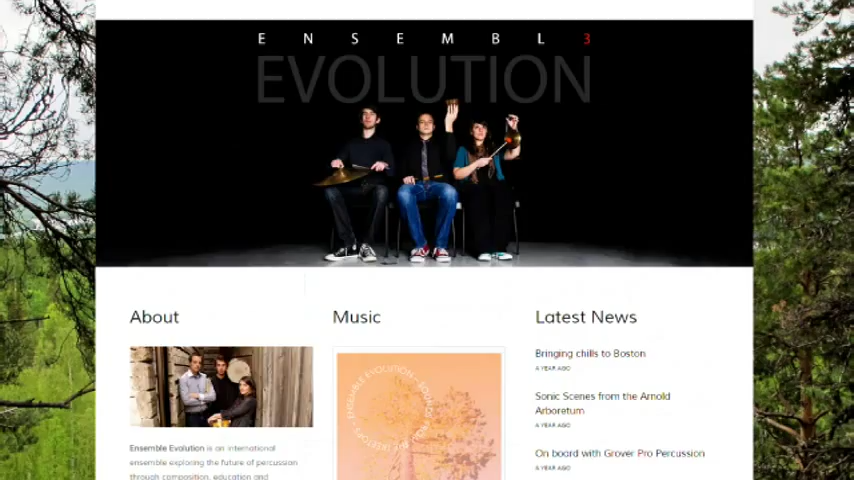 E N S E M B L 3
EVOLUTION
About
Music
Latest News
Bringing chills to Boston
A YEAR AGO
Sonic Scenes from the Arnold
Arboretum
A YEAR AGO
On board with Grover Pro Percussion
A YEAR AGO
ENSEMBLE EVOLUTION
Ensemble Evolution is an international
ensemble exploring the future of percussion
through composition, education and